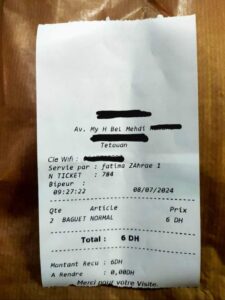 Av. My H Bel Mehdi
Tetouan
Cle Wifi :
Servie par : fatima ZAhrae 1
N TICKET : 784
Bipeur :
09:27:22 08/07/2024
Qte Article Prix
2 BAGUET NORMAL 6 DH
Total : 6 DH
Montant Recu : 6DH
A Rendre : 0,00DH
Merci pour votre Visite.